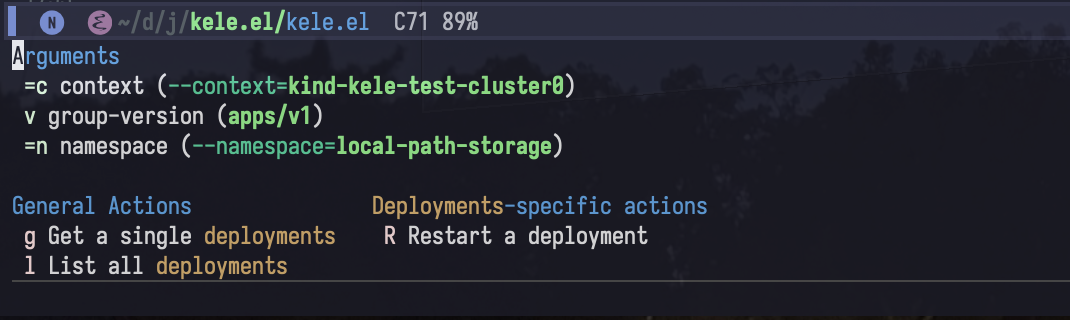 N ~/d/j/kele.el/kele.el C71 89%
Arguments
=c context (--context=kind-kele-test-cluster0)
v group-version (apps/v1)
=n namespace (--namespace=local-path-storage)
General Actions Deployments-specific actions
g Get a single deployments R Restart a deployment
l List all deployments